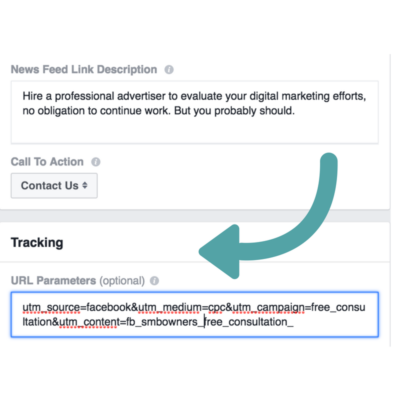 News Feed Link Description
Hire a professional advertiser to evaluate your digital marketing efforts,
no obligation to continue work. But you probably should.
Call To Action
Contact Us
Tracking
URL Parameters (optional)
utm_source=facebook&utm_medium=cpc&utm_campaign=free_consu
ltation&utm_content=fb_smbowners_free_consultation_